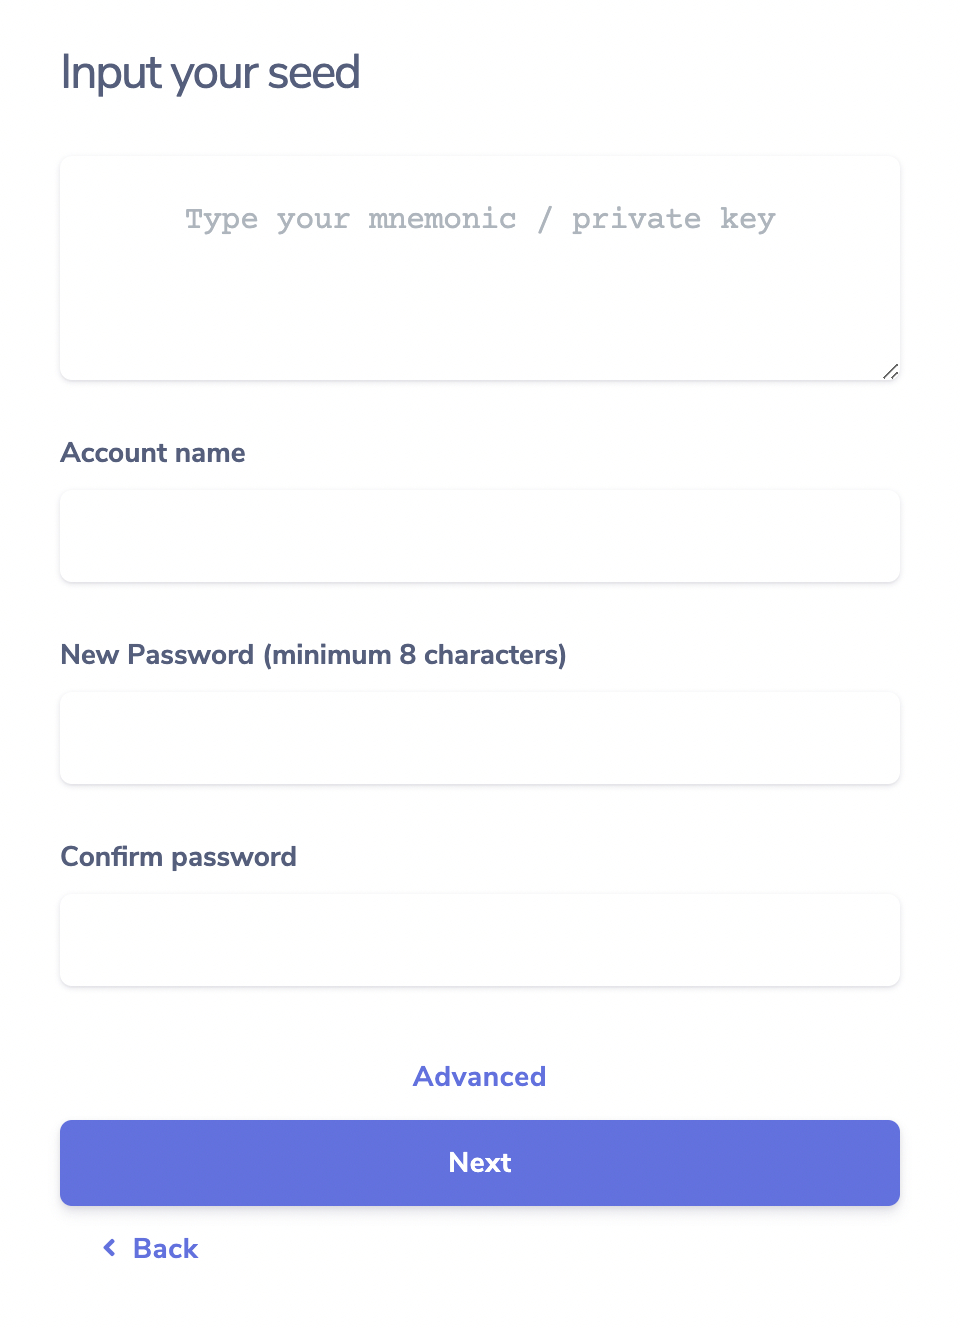 Input your seed
Type your mnemonic / private key
Account name
New Password (minimum 8 characters)
Confirm password
Advanced
Next
Back